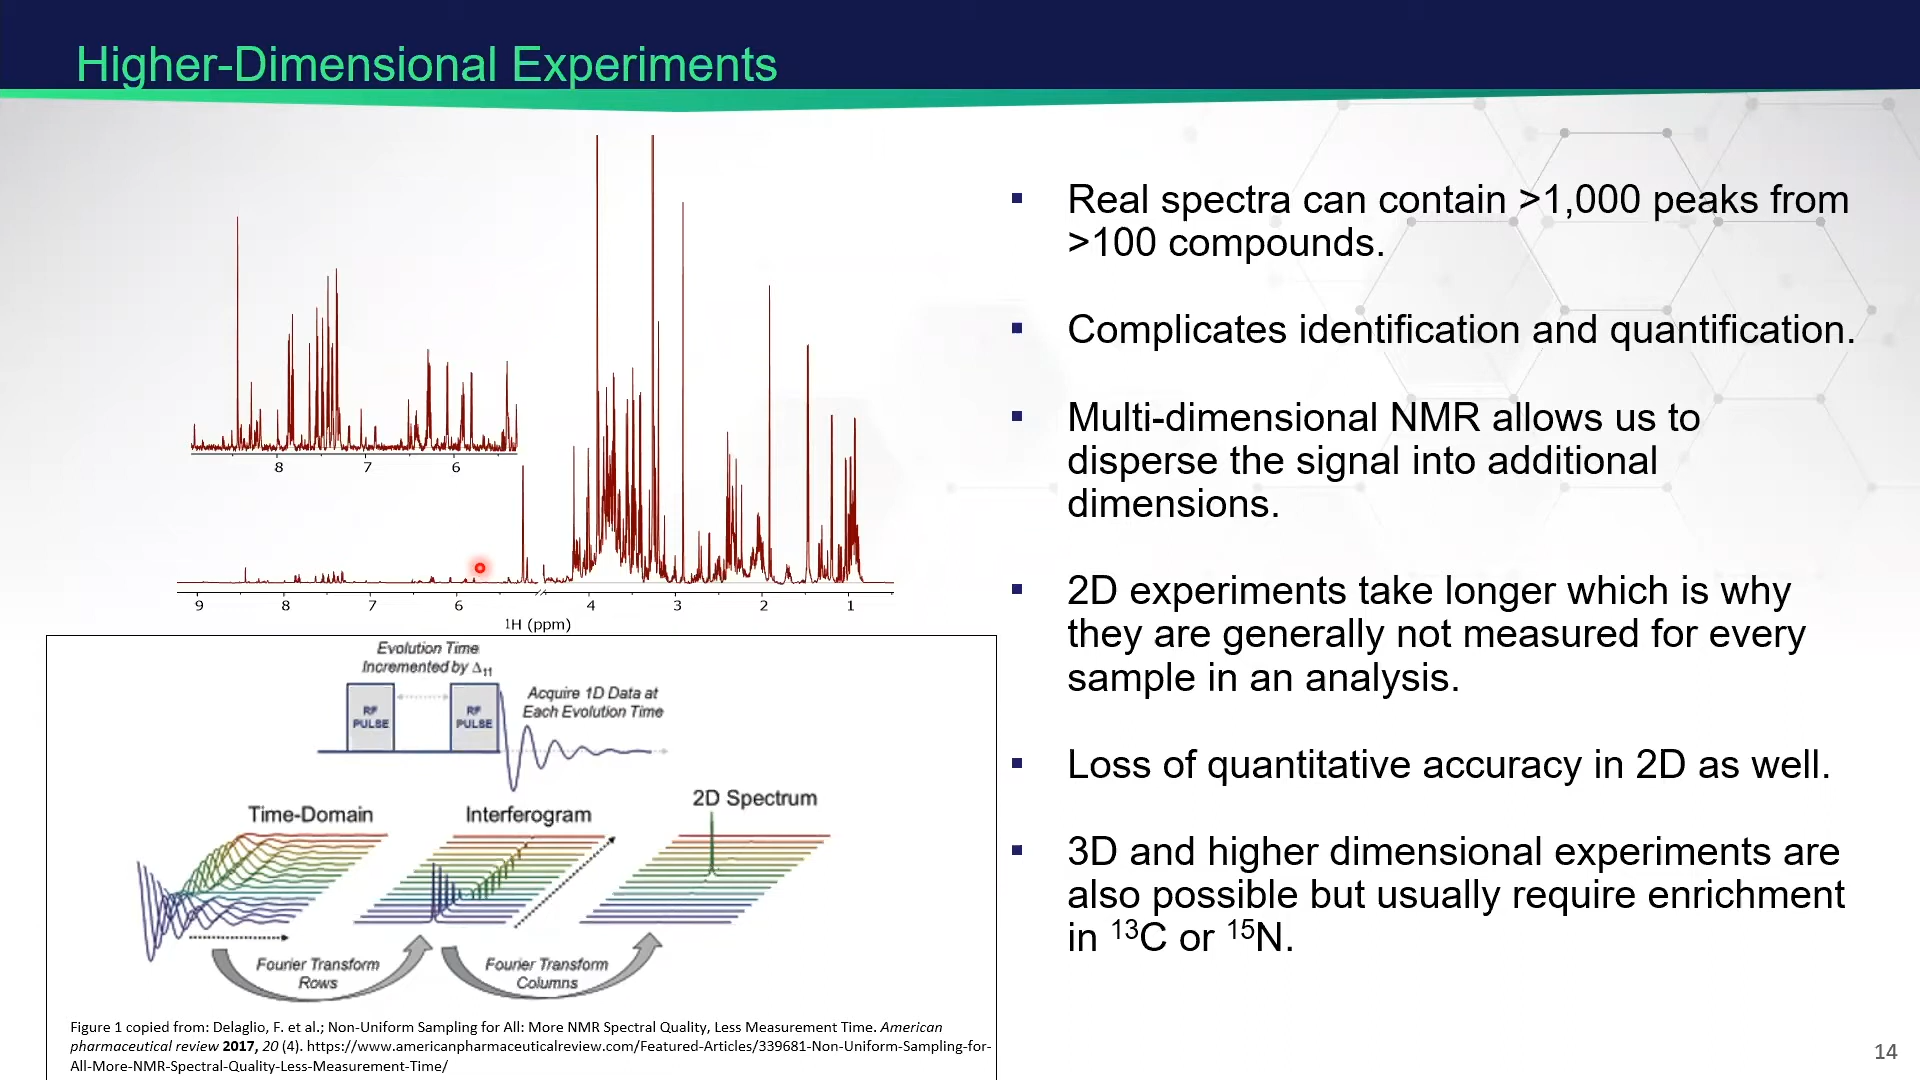 Higher-Dimensional Experiments
8 7 6
9 8 7 6 4 3 2 1
¹H (ppm)
Evolution Time
Incremented by Δt1
RF
PULSE
RF
PULSE
Acquire 1D Data at
Each Evolution Time
Time-Domain
Interferogram
2D Spectrum
Fourier Transform
Rows
Fourier Transform
Columns
Figure 1 copied from: Delaglio, F. et al.; Non-Uniform Sampling for All: More NMR Spectral Quality, Less Measurement Time. American
pharmaceutical review 2017, 20 (4). https://www.americanpharmaceuticalreview.com/Featured-Articles/339681-Non-Uniform-Sampling-for-
All-More-NMR-Spectral-Quality-Less-Measurement-Time/
▪ Real spectra can contain >1,000 peaks from
>100 compounds.
▪ Complicates identification and quantification.
▪ Multi-dimensional NMR allows us to
disperse the signal into additional
dimensions.
▪ 2D experiments take longer which is why
they are generally not measured for every
sample in an analysis.
▪ Loss of quantitative accuracy in 2D as well.
▪ 3D and higher dimensional experiments are
also possible but usually require enrichment
in ¹³C or ¹⁵N.
14